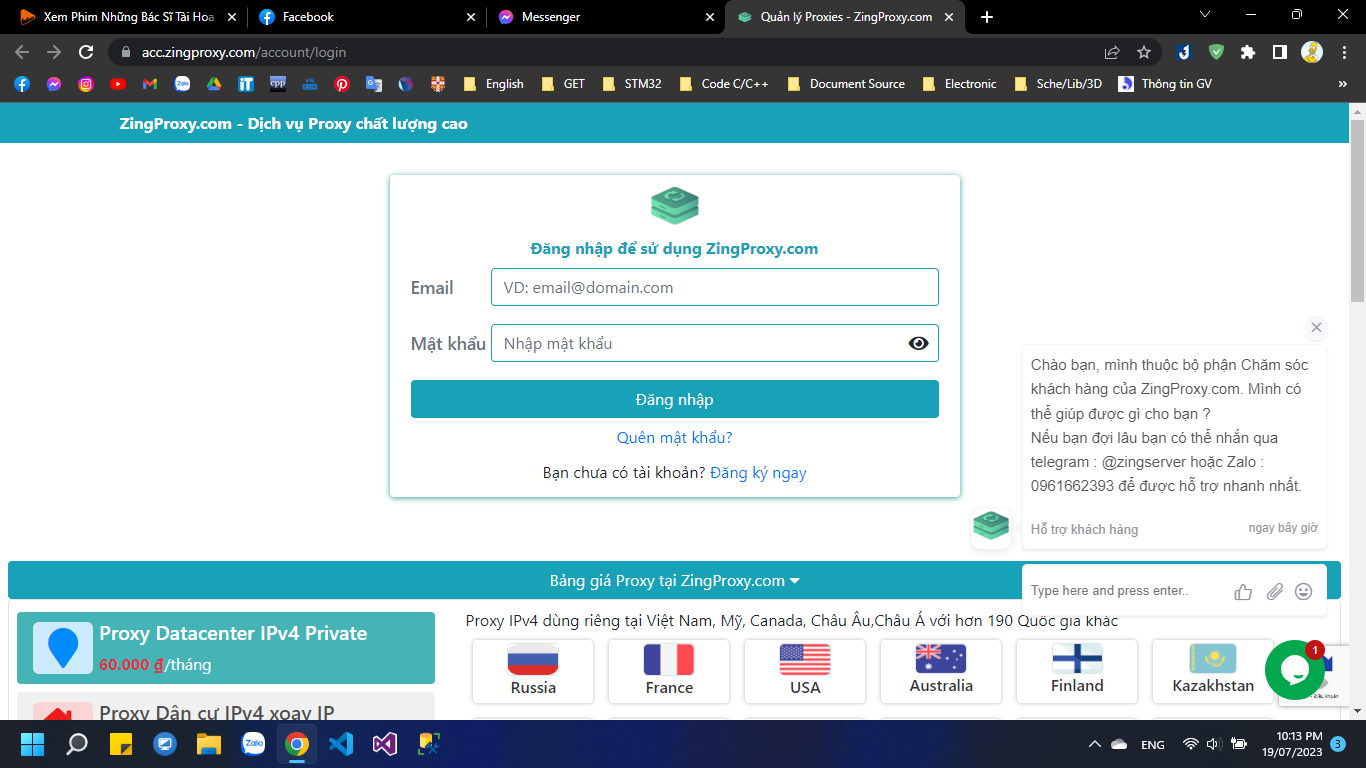 Xem Phim Những Bác Sĩ Tài Hoa
Facebook
Messenger
Quản lý Proxies - ZingProxy.com
acc.zingproxy.com/account/login
English
GET
STM32
Code C/C++
Document Source
Electronic
Sche/Lib/3D
Thông tin GV
»
ZingProxy.com - Dịch vụ Proxy chất lượng cao
Đăng nhập để sử dụng ZingProxy.com
Email
VD: email@domain.com
Mật khẩu
Nhập mật khẩu
Đăng nhập
Quên mật khẩu?
Bạn chưa có tài khoản? Đăng ký ngay
Chào bạn, mình thuộc bộ phận Chăm sóc
khách hàng của ZingProxy.com. Mình có
thể giúp được gì cho bạn ?
Nếu bạn đợi lâu bạn có thể nhắn qua
telegram : @zingserver hoặc Zalo :
0961662393 để được hỗ trợ nhanh nhất.
Hỗ trợ khách hàng
ngay bây giờ
Type here and press enter..
Bảng giá Proxy tại ZingProxy.com
Proxy Datacenter IPv4 Private
60.000 ₫/tháng
Proxy Dân cư IPv4 xoay IP
Proxy IPv4 dùng riêng tại Việt Nam, Mỹ, Canada, Châu Âu,Châu Á với hơn 190 Quốc gia khác
Russia
France
USA
Australia
Finland
Kazakhstan
1
Zalo
ENG
10:13 PM
19/07/2023
3